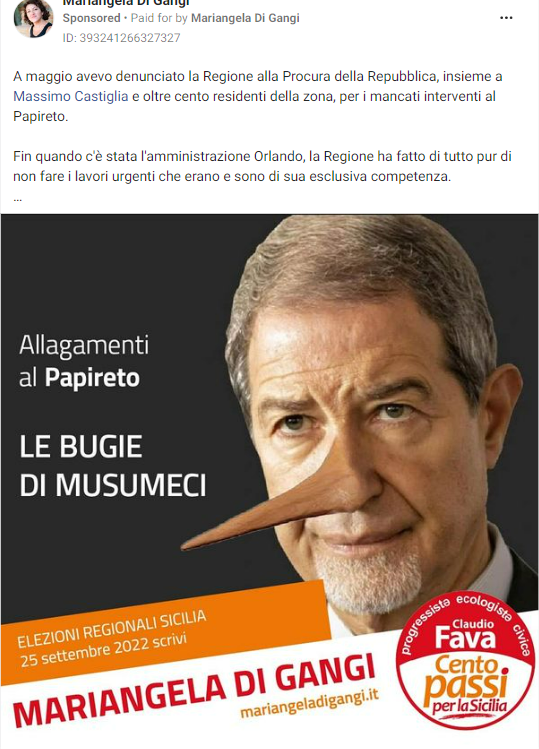 Mariangela Di Gangi
Sponsored • Paid for by Mariangela Di Gangi
ID: 393241266327327
A maggio avevo denunciato la Regione alla Procura della Repubblica, insieme a
Massimo Castiglia e oltre cento residenti della zona, per i mancati interventi al
Papireto.
Fin quando c'è stata l'amministrazione Orlando, la Regione ha fatto di tutto pur di
non fare i lavori urgenti che erano e sono di sua esclusiva competenza.
...
Allagamenti
al Papireto
LE BUGIE
DI MUSUMECI
ELEZIONI REGIONALI SICILIA
25 settembre 2022 scrivi
MARIANGELA DI GANGI
mariangeladigangi.it
progressista ecologista civica
Claudio
Fava
Cento
passi
per la Sicilia